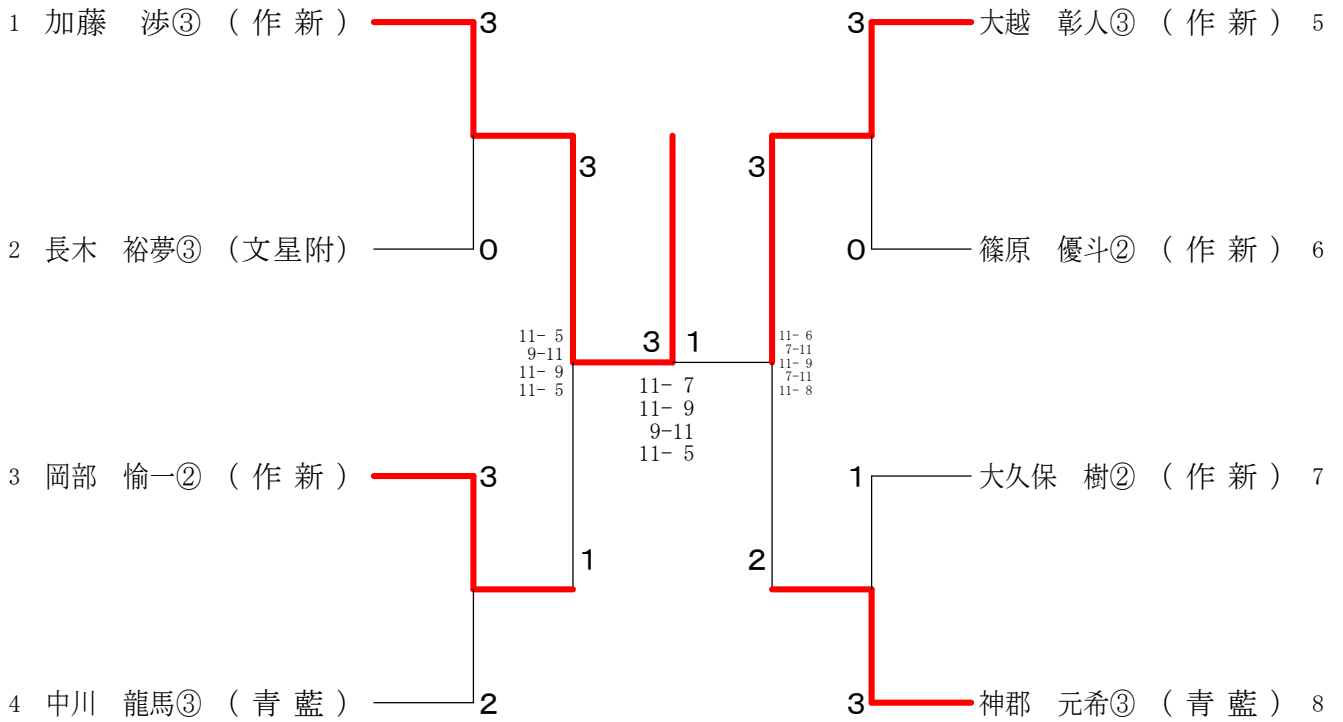 1 加藤 渉③ （ 作 新 ） 3
3 大越 彰人③ （ 作 新 ） 5
3
3
2 長木 裕夢③ （文星附） 0
0 篠原 優斗② （ 作 新 ） 6
11- 5
9-11
11- 9
11- 5
3 1
11- 7
11- 9
9-11
11- 5
11- 6
7-11
11- 9
7-11
11- 8
3 岡部 愉一② （ 作 新 ） 3
1 大久保 樹② （ 作 新 ） 7
1
2
4 中川 龍馬③ （ 青 藍 ） 2
3 神郡 元希③ （ 青 藍 ） 8